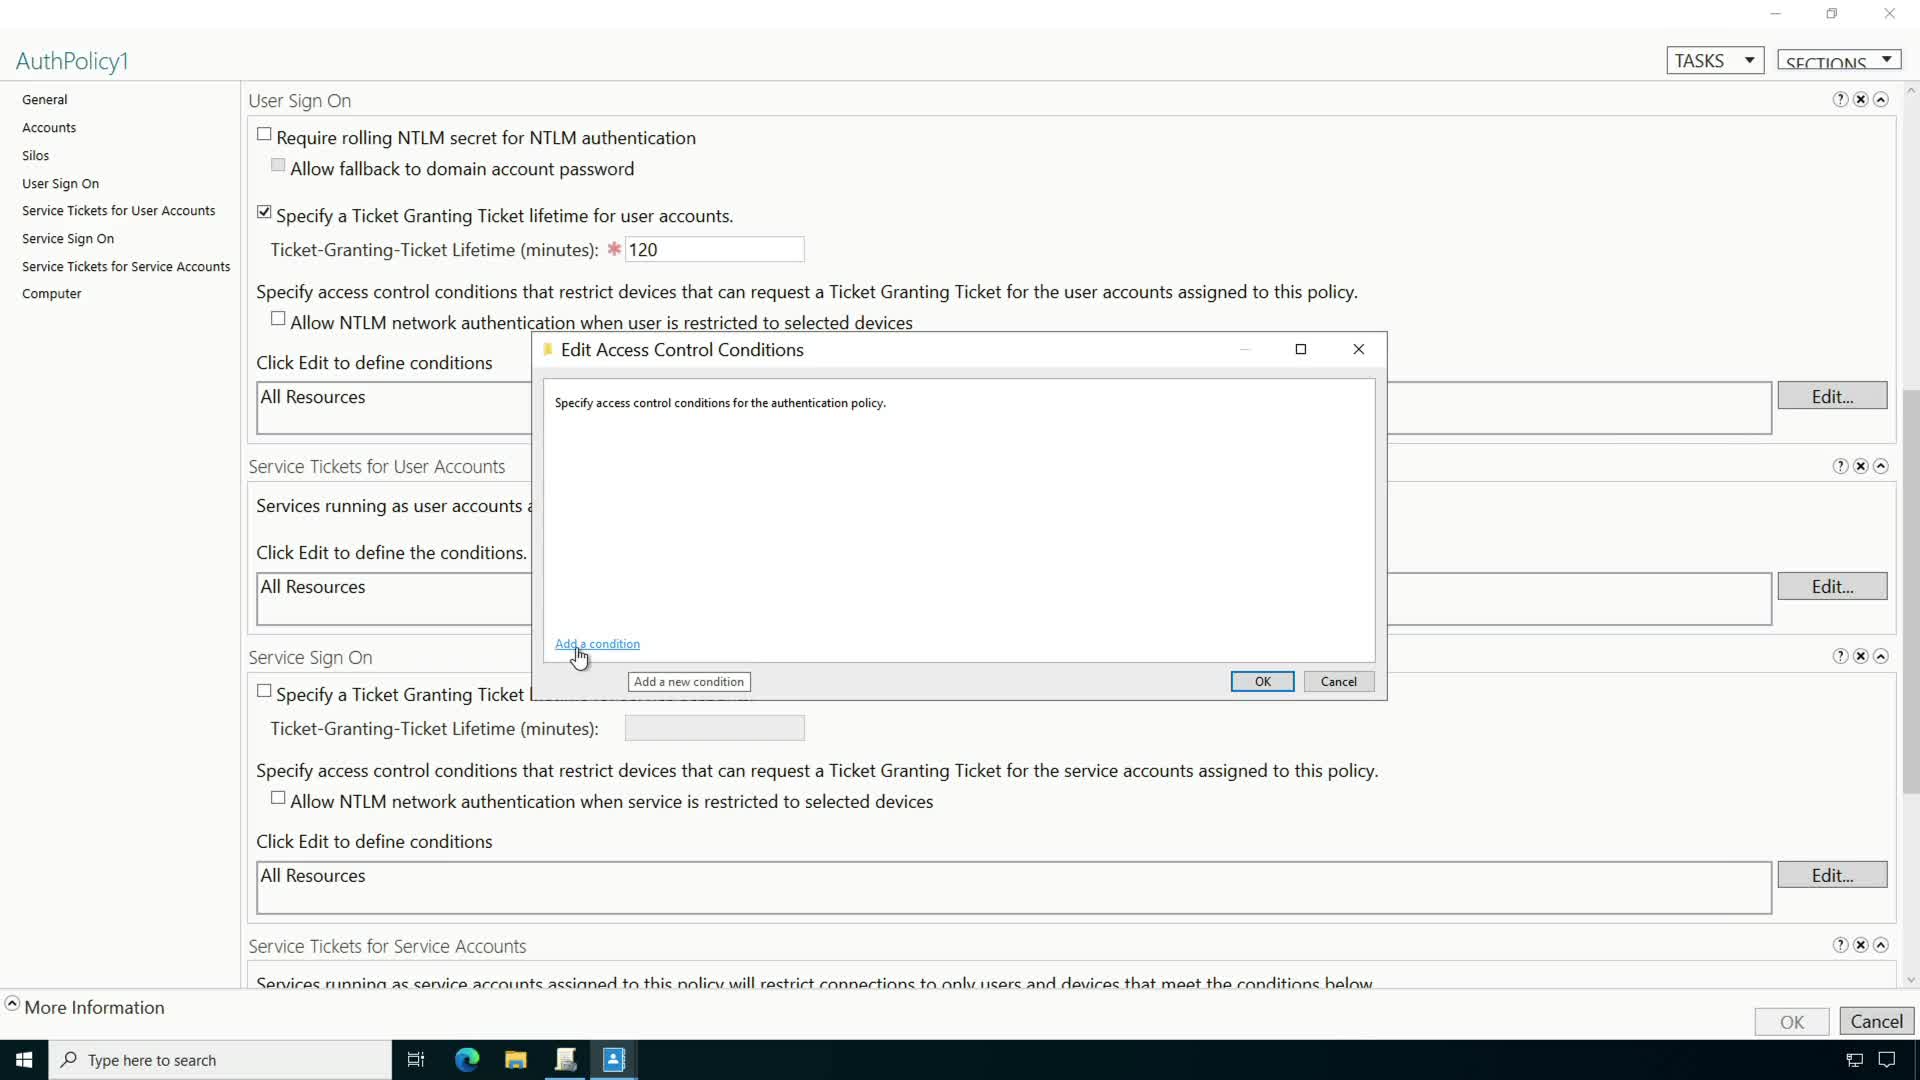 AuthPolicy1
TASKS
SECTIONS
General
Accounts
Silos
User Sign On
Service Tickets for User Accounts
Service Sign On
Service Tickets for Service Accounts
Computer
User Sign On
Require rolling NTLM secret for NTLM authentication
Allow fallback to domain account password
Specify a Ticket Granting Ticket lifetime for user accounts.
Ticket-Granting-Ticket Lifetime (minutes): * 120
Specify access control conditions that restrict devices that can request a Ticket Granting Ticket for the user accounts assigned to this policy.
Allow NTLM network authentication when user is restricted to selected devices
Click Edit to define conditions
All Resources
Edit...
Edit Access Control Conditions
Specify access control conditions for the authentication policy.
Add a condition
Add a new condition
OK
Cancel
Service Tickets for User Accounts
Services running as user accounts
Click Edit to define the conditions.
All Resources
Edit...
Service Sign On
Specify a Ticket Granting Ticket
Ticket-Granting-Ticket Lifetime (minutes):
Specify access control conditions that restrict devices that can request a Ticket Granting Ticket for the service accounts assigned to this policy.
Allow NTLM network authentication when service is restricted to selected devices
Click Edit to define conditions
All Resources
Edit...
Service Tickets for Service Accounts
Services running as service accounts assigned to this policy will restrict connections to only users and devices that meet the conditions below
More Information
OK
Cancel
Type here to search